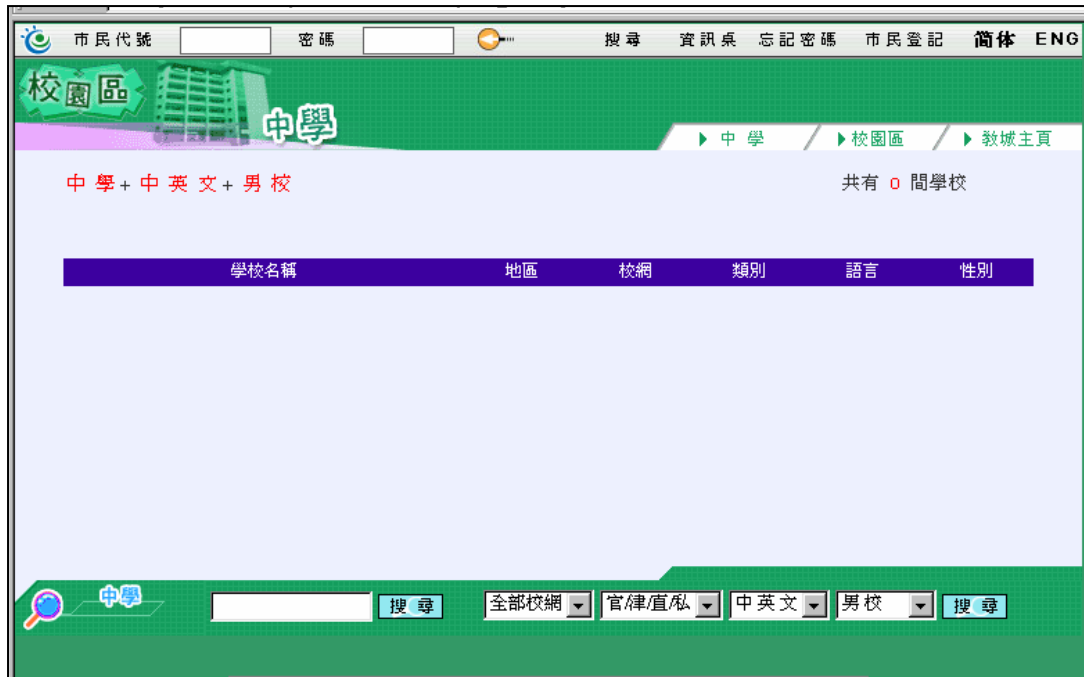 市民代號 密碼 搜尋 資訊桌 忘記密碼 市民登記 简体 ENG
校園區
中學
中學 校園區 教城主頁
中學+中英文+男校 共有 0 間學校
學校名稱 地區 校網 類別 語言 性別
中學 搜尋 全部校網 官/津/直/私 中英文 男校 搜尋